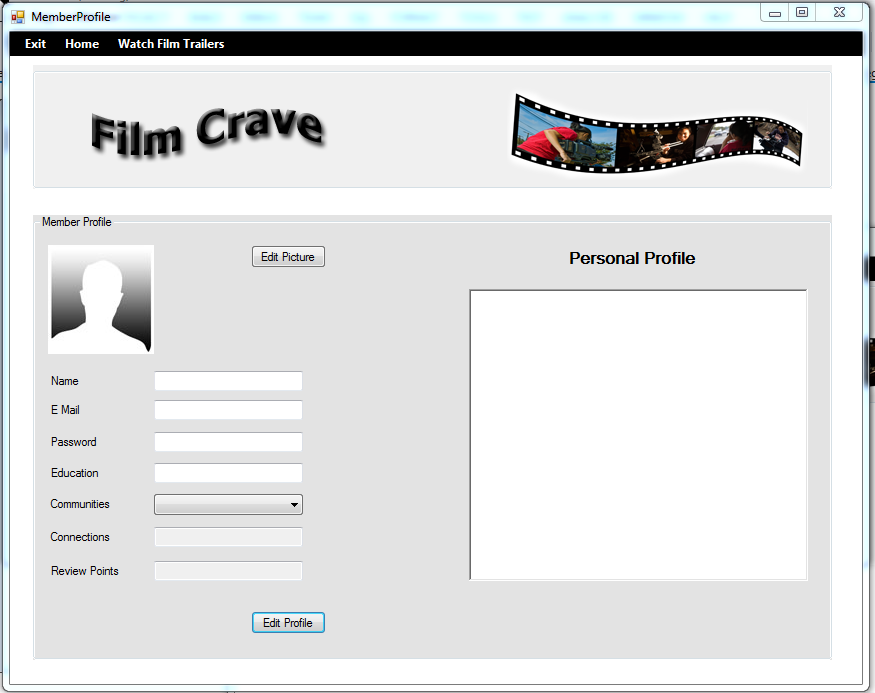 MemberProfile
Exit Home Watch Film Trailers
Film Crave
Member Profile
Edit Picture
Personal Profile
Name
E Mail
Password
Education
Communities
Connections
Review Points
Edit Profile